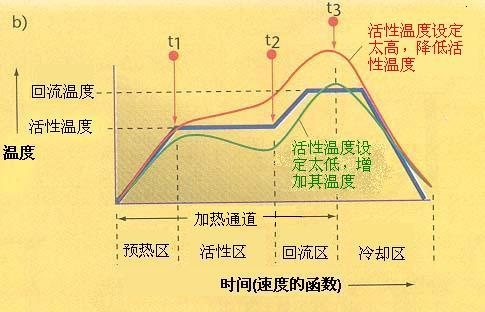 b)
t1
t2
t3
活性温度设定
太高，降低活
性温度
回流温度
活性温度
温度
活性温度设
定太低，增
加其温度
加热通道
预热区
活性区
回流区
冷却区
时间(速度的函数)